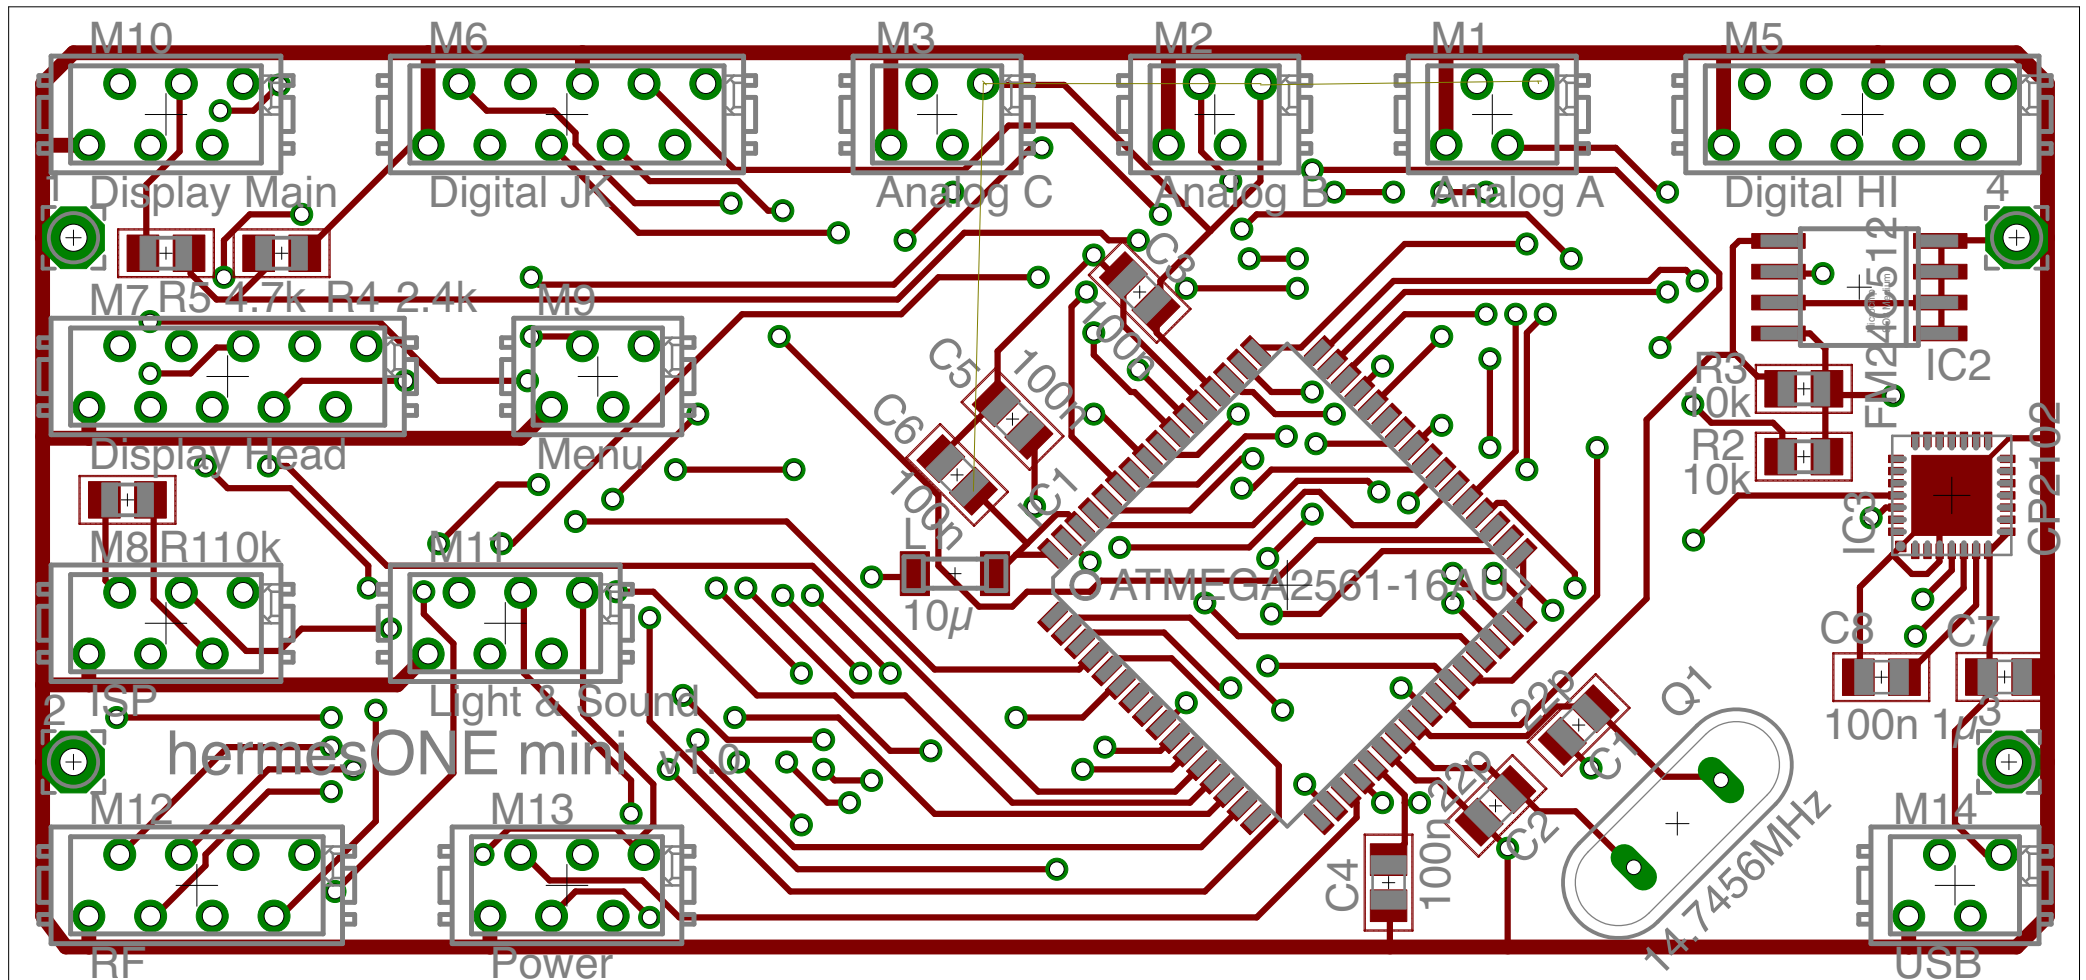 M10
M6
M3
M2
M1
M5
1
Display Main
Digital JK
Analog C
Analog B
Analog A
Digital HI
4
M7
R5 4.7k
R4 2.4k
M9
C3
100n
FM24C512
IC2
C5
100n
R3
10k
C6
100n
Display Head
Menu
R2
10k
IC1
IC3
CP2102
M8
R1 10k
M11
L1
10µ
ATMEGA2561-16AU
C8
100n
C7
1µ
ISP
Light & Sound
2
3
22p
C1
Q1
hermesONE mini v1.0
22p
C2
14.7456MHz
M12
M13
C4
100n
M14
RF
Power
USB